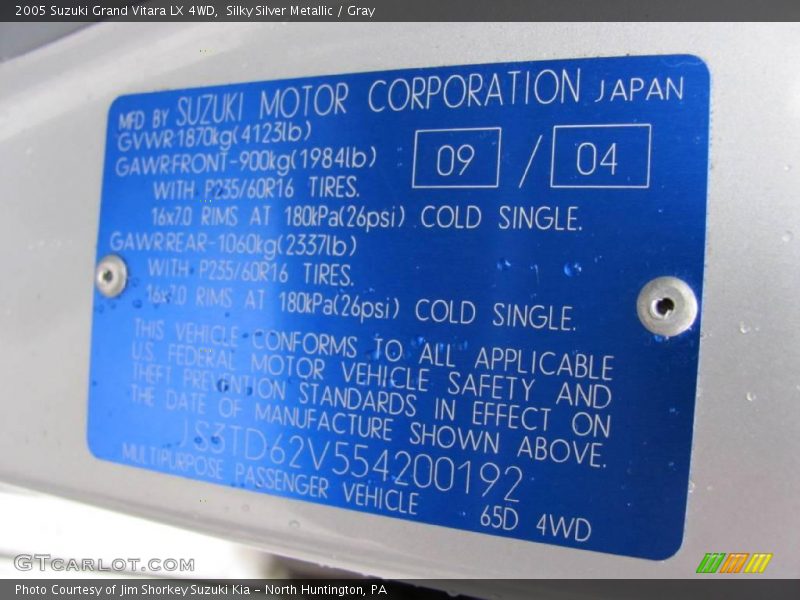 2005 Suzuki Grand Vitara LX 4WD, Silky Silver Metallic / Gray
MFD BY SUZUKI MOTOR CORPORATION JAPAN
GVWR-1870kg(4123lb)
GAWR-FRONT-900kg(1984lb)
09 / 04
WITH P235/60R16 TIRES.
16x7.0 RIMS AT 180kPa(26psi) COLD SINGLE.
GAWR-REAR-1060kg(2337lb)
WITH P235/60R16 TIRES.
16x7.0 RIMS AT 180kPa(26psi) COLD SINGLE.
THIS VEHICLE CONFORMS TO ALL APPLICABLE
U.S. FEDERAL MOTOR VEHICLE SAFETY AND
THEFT PREVENTION STANDARDS IN EFFECT ON
THE DATE OF MANUFACTURE SHOWN ABOVE.
JS3TD62V554200192
MULTIPURPOSE PASSENGER VEHICLE
65D 4WD
GTcarlot.com
Photo Courtesy of Jim Shorkey Suzuki Kia - North Huntington, PA